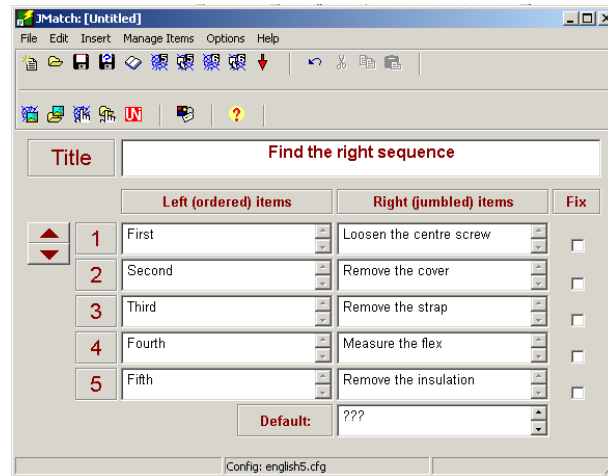 JMatch: [Untitled]
File Edit Insert Manage Items Options Help
Title Find the right sequence
Left (ordered) items Right (jumbled) items Fix
1 First Loosen the centre screw
2 Second Remove the cover
3 Third Remove the strap
4 Fourth Measure the flex
5 Fifth Remove the insulation
Default: ???
Config: english5.cfg